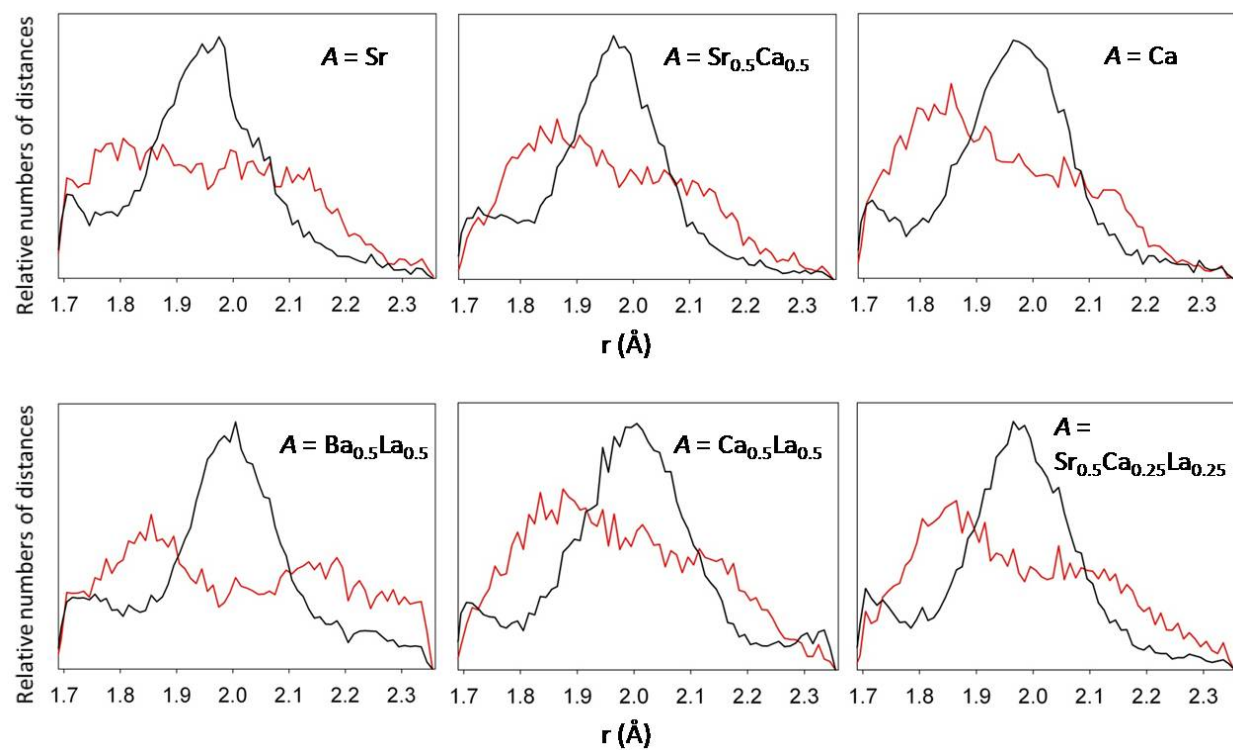 Relative numbers of distances
A = Sr
A = Sr₀.₅Ca₀.₅
A = Ca
1.7 1.8 1.9 2.0 2.1 2.2 2.3
1.7 1.8 1.9 2.0 2.1 2.2 2.3
1.7 1.8 1.9 2.0 2.1 2.2 2.3
r (Å)
Relative numbers of distances
A = Ba₀.₅La₀.₅
A = Ca₀.₅La₀.₅
A =
Sr₀.₅Ca₀.₂₅La₀.₂₅
1.7 1.8 1.9 2.0 2.1 2.2 2.3
1.7 1.8 1.9 2.0 2.1 2.2 2.3
1.7 1.8 1.9 2.0 2.1 2.2 2.3
r (Å)